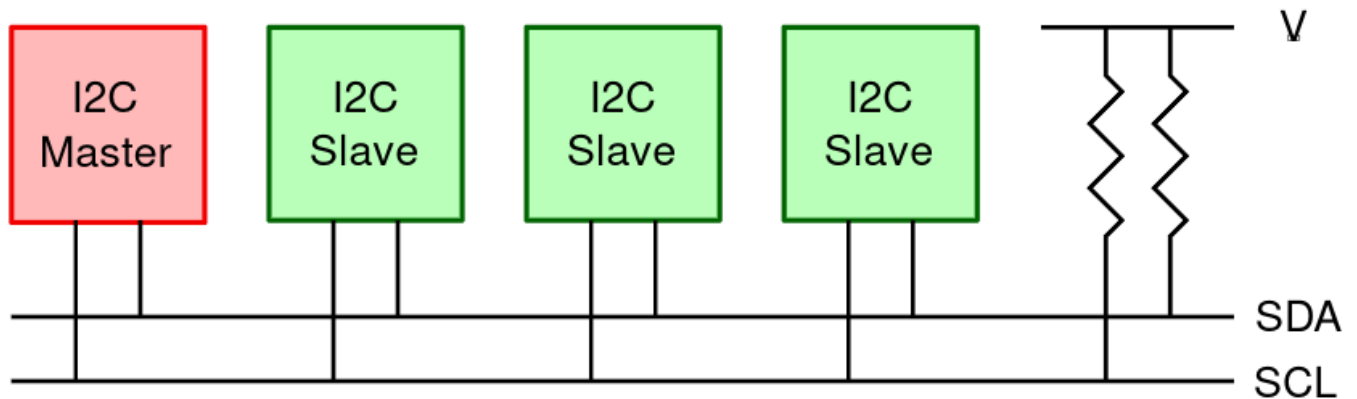 I2C
Master
I2C
Slave
I2C
Slave
I2C
Slave
V
SDA
SCL